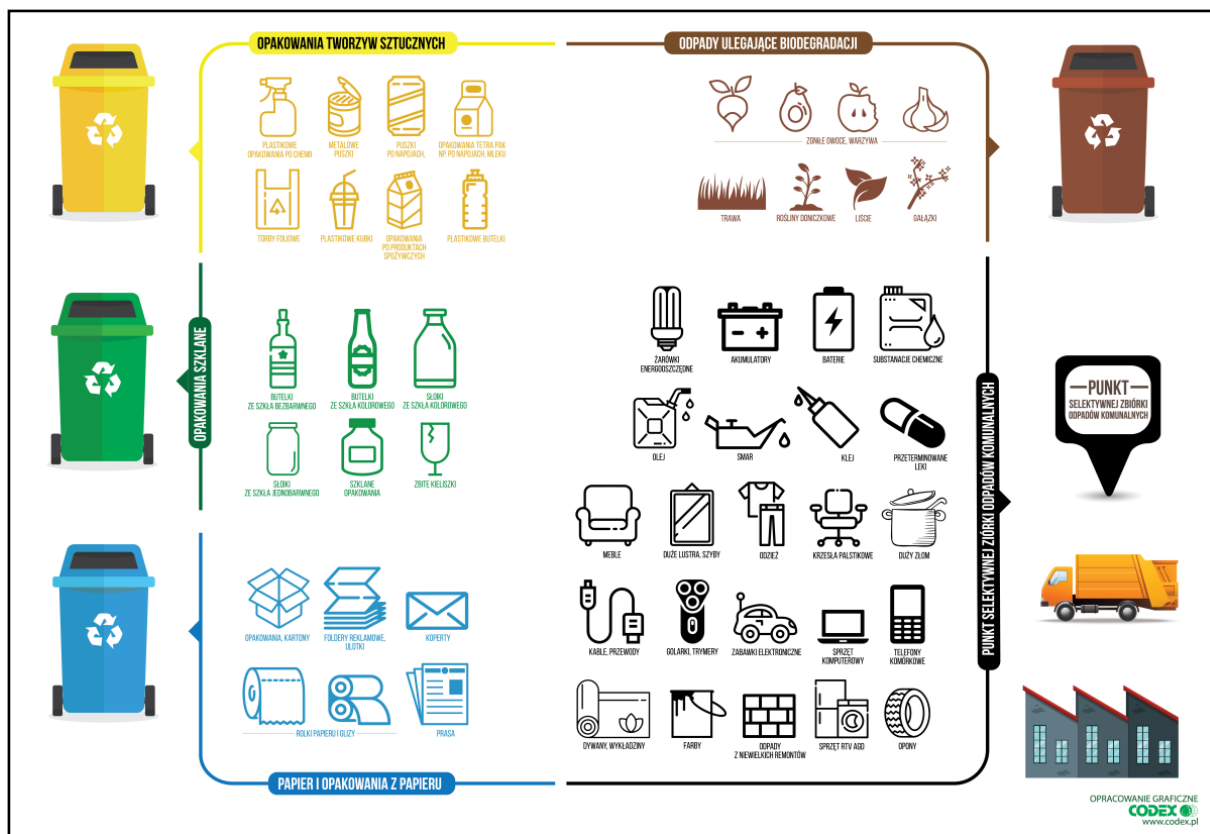 OPAKOWANIA TWORZYW SZTUCZNYCH
PLASTIKOWE
OPAKOWANIA PO CHEMII
METALOWE
PUSZKI
PUSZKI
PO NAPOJACH,
OPAKOWANIA TETRA PAK
NP. PO NAPOJACH, MLEKU
TORBY FOLIOWE
PLASTIKOWE KUBKI
OPAKOWANIA
PO PRODUKTACH
SPOŻYWCZYCH
PLASTIKOWE BUTELKI
ODPADY ULEGAJĄCE BIODEGRADACJI
ZGNIŁE OWOCE, WARZYWA
TRAWA
ROŚLINY DONICZKOWE
LIŚCIE
GAŁĄZKI
OPAKOWANIA SZKLANE
BUTELKI
ZE SZKŁA BEZBARWNEGO
BUTELKI
ZE SZKŁA KOLOROWEGO
SŁOIKI
ZE SZKŁA KOLOROWEGO
SŁOIKI
ZE SZKŁA JEDNOBARWNEGO
SZKLANE
OPAKOWANIA
ZBITE KIELISZKI
OPAKOWANIA, KARTONY
FOLDERY REKLAMOWE,
ULOTKI
KOPERTY
ROLKI PAPIERU I GLIZY
PRASA
PAPIER I OPAKOWANIA Z PAPIERU
ŻARÓWKI
ENERGOOSZCZĘDNE
AKUMULATORY
BATERIE
SUBSTANACJE CHEMICZNE
OLEJ
SMAR
KLEJ
PRZETERMINOWANE
LEKI
MEBLE
DUŻE LUSTRA, SZYBY
ODZIEŻ
KRZESŁA PALSTIKOWE
DUŻY ZŁOM
KABLE, PRZEWODY
GOLARKI, TRYMERY
ZABAWKI ELEKTRONICZNE
SPRZĘT
KOMPUTEROWY
TELEFONY
KOMÓRKOWE
DYWANY, WYKŁADZINY
FARBY
ODPADY
Z NIEWIELKICH REMONTÓW
SPRZĘT RTV AGD
OPONY
PUNKT SELEKTYWNEJ ZIÓRKI ODPADÓW KOMUNALNYCH
PUNKT
SELEKTYWNEJ ZBIÓRKI
ODPADÓW KOMUNALNYCH
OPRACOWANIE GRAFICZNE
CODEX
www.codex.pl